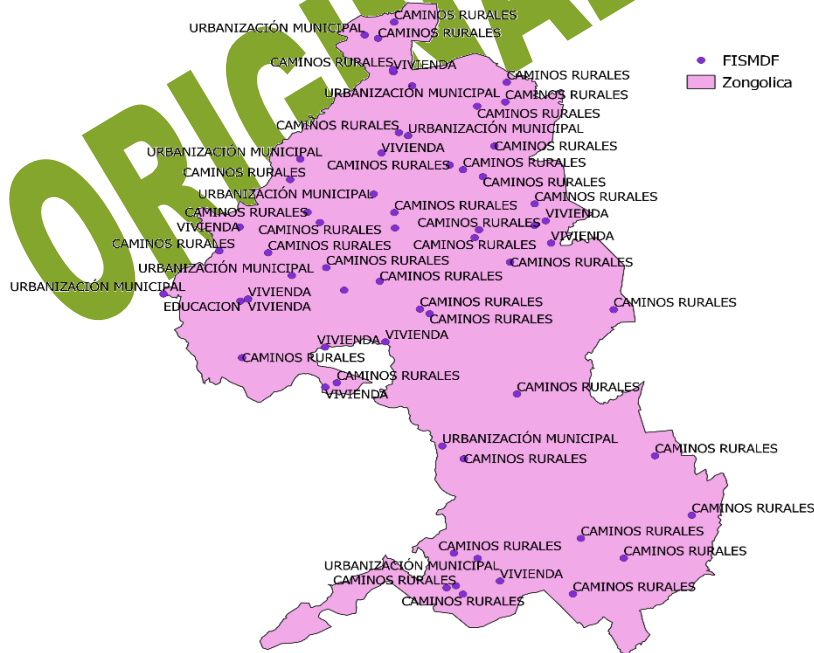 CAMINOS RURALES
URBANIZACIÓN MUNICIPAL
CAMINOS RURALES
CAMINOS RURALES
VIVIENDA
FISMDF
CAMINOS RURALES
Zongolica
URBANIZACIÓN MUNICIPAL
CAMINOS RURALES
CAMINOS RURALES
CAMINOS RURALES
URBANIZACIÓN MUNICIPAL
VIVIENDA
CAMINOS RURALES
URBANIZACIÓN MUNICIPAL
CAMINOS RURALES
CAMINOS RURALES
CAMINOS RURALES
CAMINOS RURALES
URBANIZACIÓN MUNICIPAL
CAMINOS RURALES
CAMINOS RURALES
CAMINOS RURALES
VIVIENDA
VIVIENDA
CAMINOS RURALES
CAMINOS RURALES
CAMINOS RURALES
CAMINOS RURALES
CAMINOS RURALES
VIVIENDA
CAMINOS RURALES
CAMINOS RURALES
URBANIZACIÓN MUNICIPAL
CAMINOS RURALES
URBANIZACIÓN MUNICIPAL
VIVIENDA
EDUCACION
VIVIENDA
CAMINOS RURALES
CAMINOS RURALES
CAMINOS RURALES
VIVIENDA
VIVIENDA
CAMINOS RURALES
CAMINOS RURALES
VIVIENDA
CAMINOS RURALES
URBANIZACIÓN MUNICIPAL
CAMINOS RURALES
CAMINOS RURALES
CAMINOS RURALES
CAMINOS RURALES
CAMINOS RURALES
CAMINOS RURALES
URBANIZACIÓN MUNICIPAL
CAMINOS RURALES
VIVIENDA
CAMINOS RURALES
CAMINOS RURALES
ORIGINAL